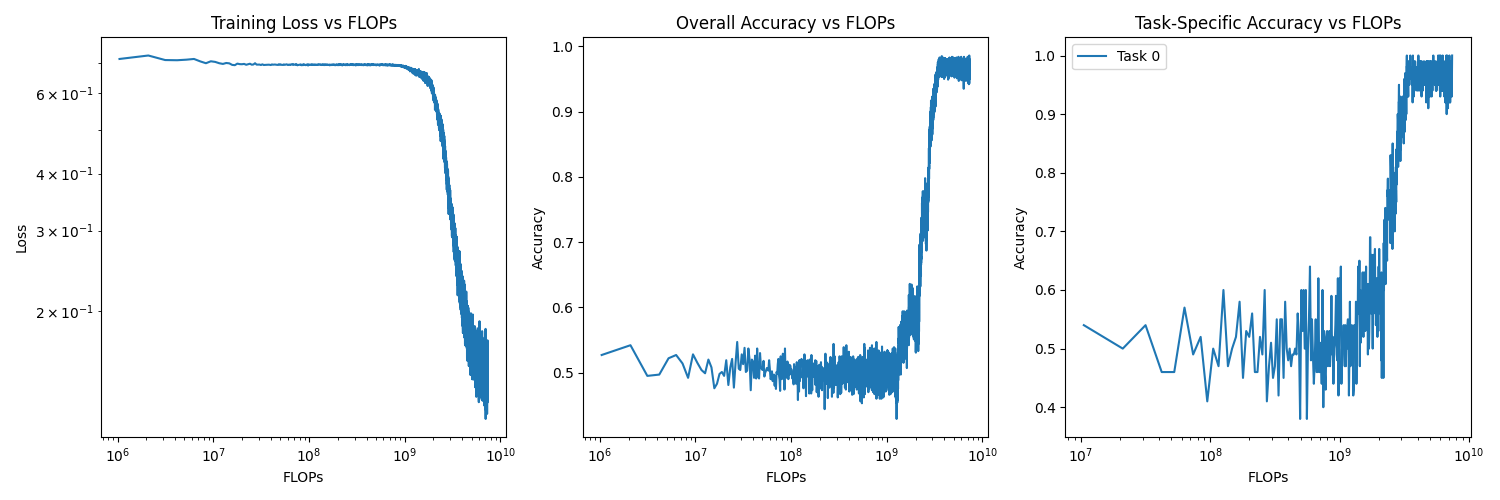 Training Loss vs FLOPs
6 × 10⁻¹
4 × 10⁻¹
3 × 10⁻¹
2 × 10⁻¹
Loss
10⁶
10⁷
10⁸
10⁹
10¹⁰
FLOPs
Overall Accuracy vs FLOPs
1.0
0.9
0.8
0.7
0.6
0.5
Accuracy
10⁶
10⁷
10⁸
10⁹
10¹⁰
FLOPs
Task-Specific Accuracy vs FLOPs
Task 0
1.0
0.9
0.8
0.7
0.6
0.5
0.4
Accuracy
10⁷
10⁸
10⁹
10¹⁰
FLOPs